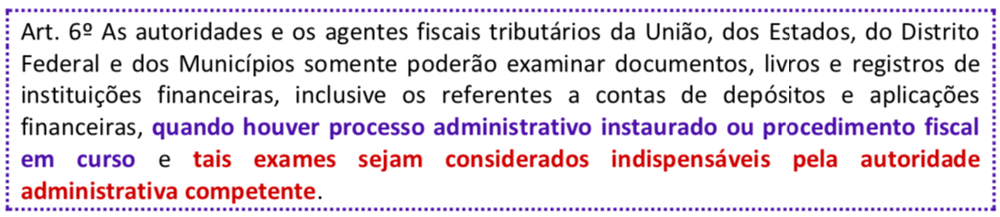 Art. 6º As autoridades e os agentes fiscais tributários da União, dos Estados, do Distrito
Federal e dos Municípios somente poderão examinar documentos, livros e registros de
instituições financeiras, inclusive os referentes a contas de depósitos e aplicações
financeiras, quando houver processo administrativo instaurado ou procedimento fiscal
em curso e tais exames sejam considerados indispensáveis pela autoridade
administrativa competente.